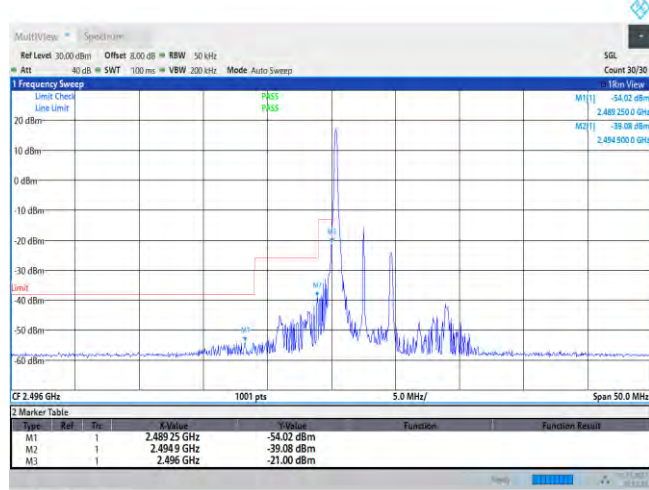 MultiView Spectrum
Ref Level 30.00 dBm Offset 8.00 dB RBW 50 kHz SGL
Att 40 dB SWT 100 ms VBW 200 kHz Mode Auto Sweep Count 30/30
1 Frequency Sweep 1Rm View
Limit Check PASS M1[1] -54.02 dBm
Line Limit PASS 2.489 250 0 GHz
M2[1] -39.08 dBm
2.494 900 0 GHz
20 dBm
10 dBm
0 dBm
-10 dBm
-20 dBm
M3
-30 dBm
M2
Limit
-40 dBm
-50 dBm
M1
-60 dBm
CF 2.496 GHz 1001 pts 5.0 MHz/ Span 50.0 MHz
2 Marker Table
Type Ref Trc X-Value Y-Value Function Function Result
M1 1 2.489 25 GHz -54.02 dBm
M2 1 2.494 9 GHz -39.08 dBm
M3 1 2.496 GHz -21.00 dBm
Ready